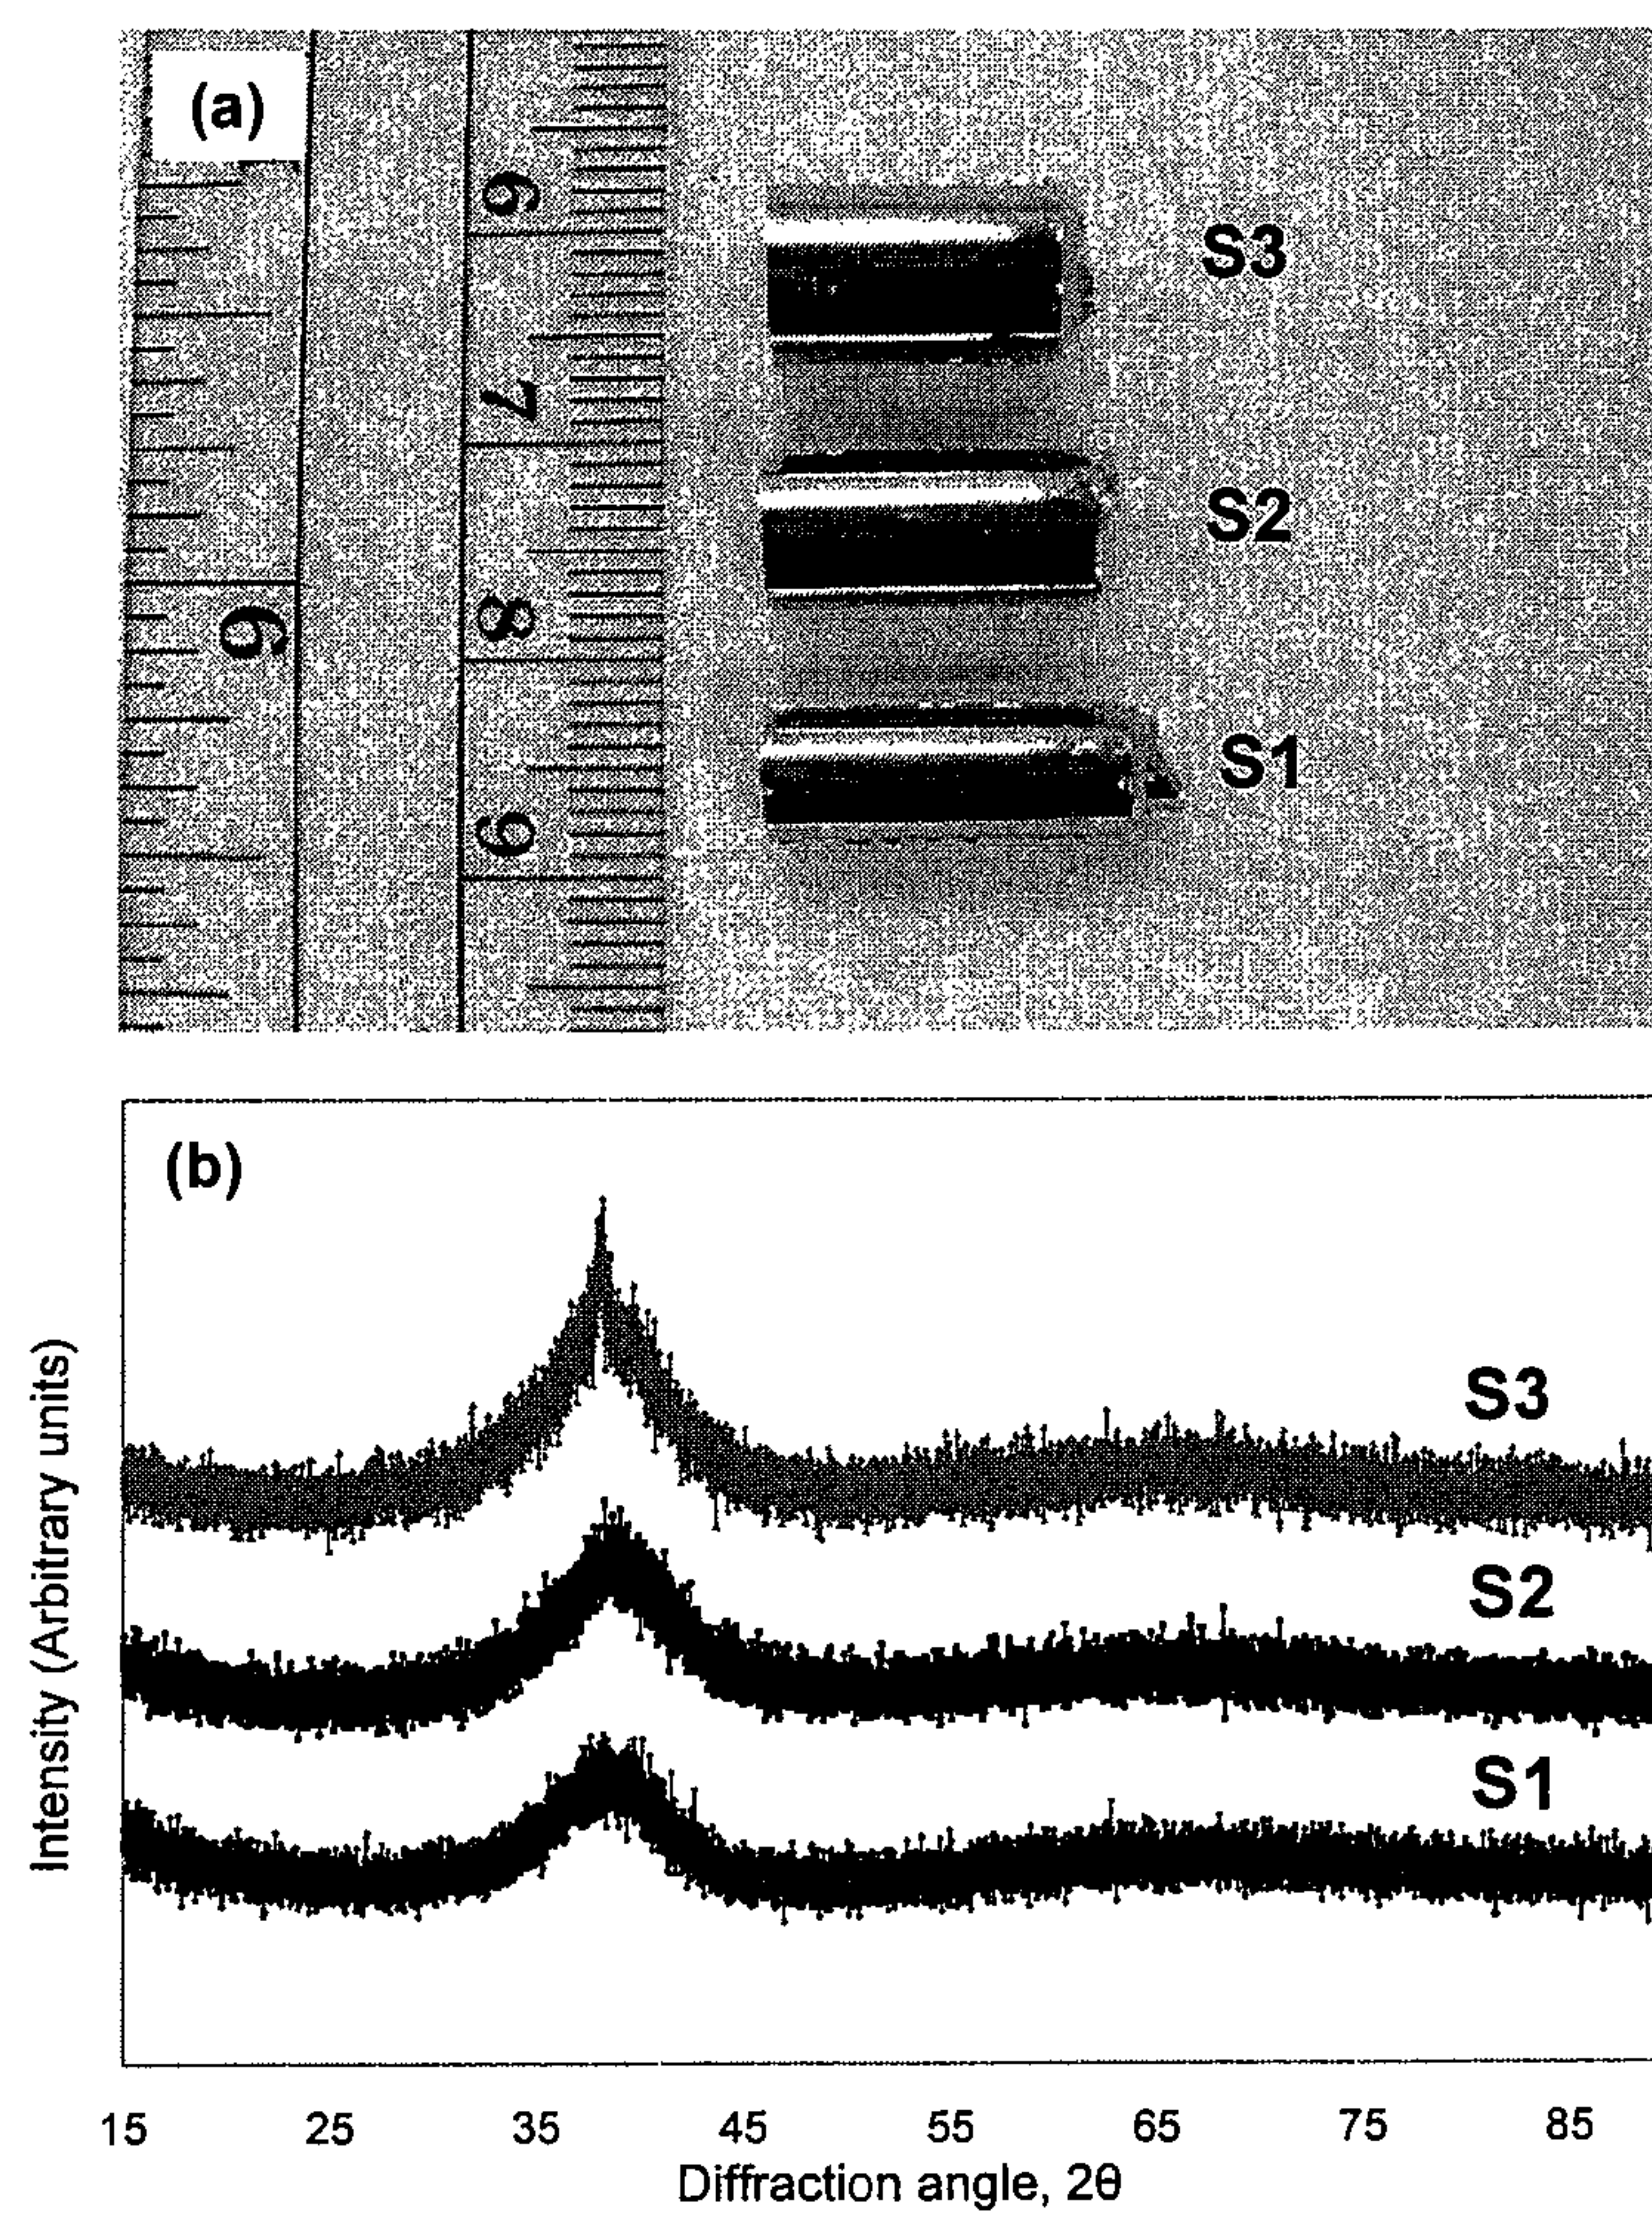 (a)
6
7
8
9
6
S3
S2
S1
(b)
Intensity (Arbitrary units)
S3
S2
S1
15 25 35 45 55 65 75 85
Diffraction angle, 2θ